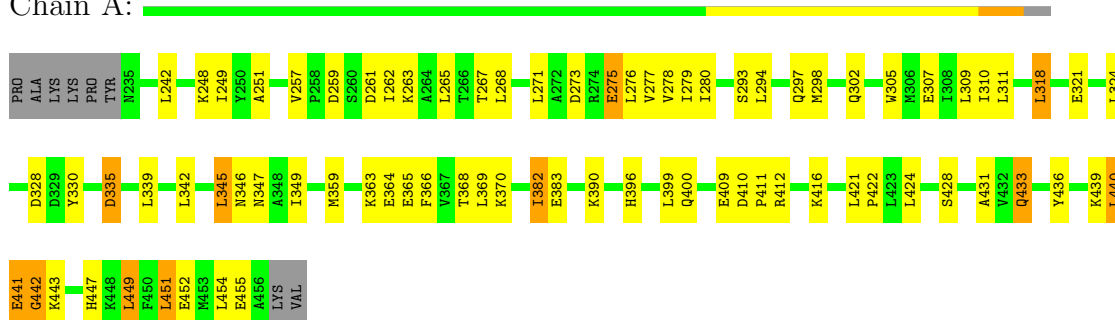 Chain A:
PRO ALA LYS LYS PRO TYR N235 L242 K248 I249 Y250 A251 V257 P258 D259 S260 D261 I262 K263 A264 L265 T266 T267 L268 L271 A272 D273 R274 E275 L276 V277 V278 I279 I280 S293 L294 Q297 M298 Q302 W305 M306 E307 I308 L309 I310 L311 L318 E321 L324
D328 D329 Y330 D335 L339 L342 L345 N346 N347 A348 I349 M359 K363 E364 E365 F366 V367 T368 L369 K370 I382 E383 K390 H396 L399 Q400 E409 D410 P411 R412 K416 L421 P422 L423 L424 S428 A431 V432 Q433 Y436 K439 L440
E441 G442 K443 H447 K448 L449 F450 L451 E452 M453 L454 E455 A456 LYS VAL